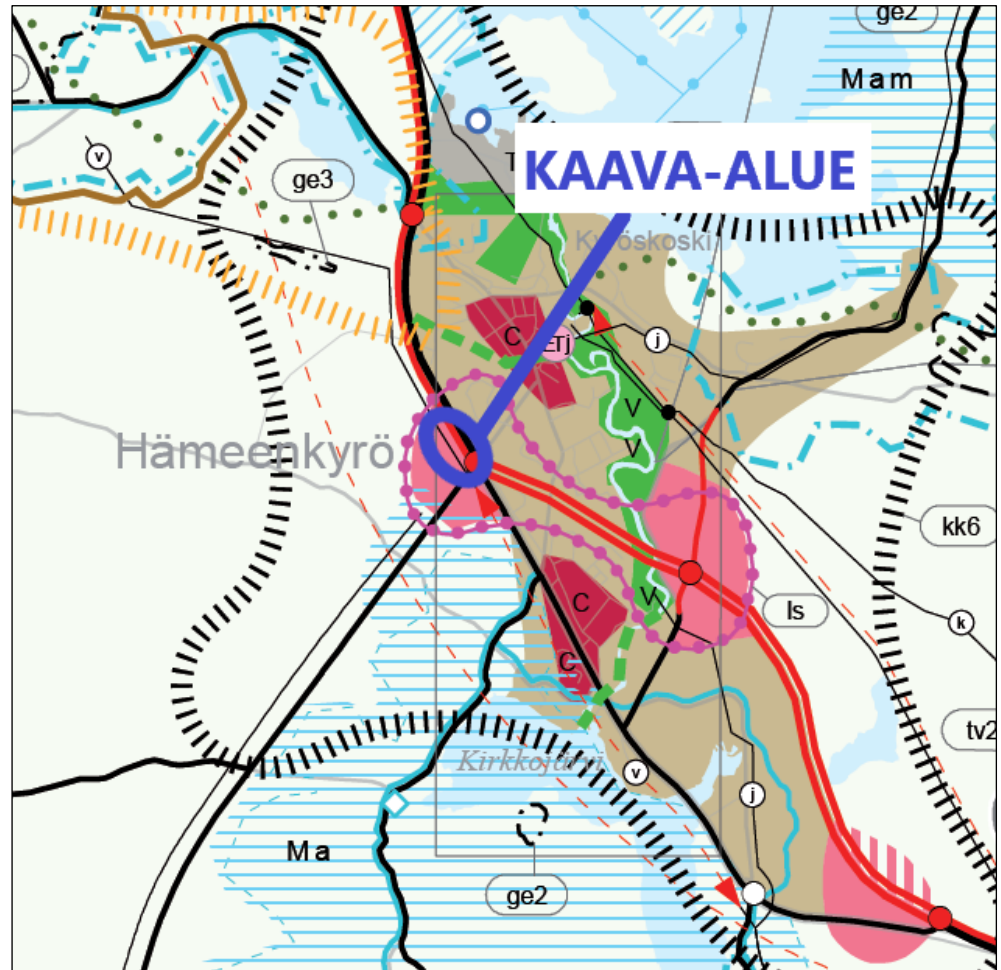 ge2
Mam
v
ge3
T
KAAVA-ALUE
Kyröskoski
C
ETj
j
V
V
Hämeenkyrö
kk6
C
V
ls
k
C
tv2
Kirkkojärvi
v
j
Ma
ge2